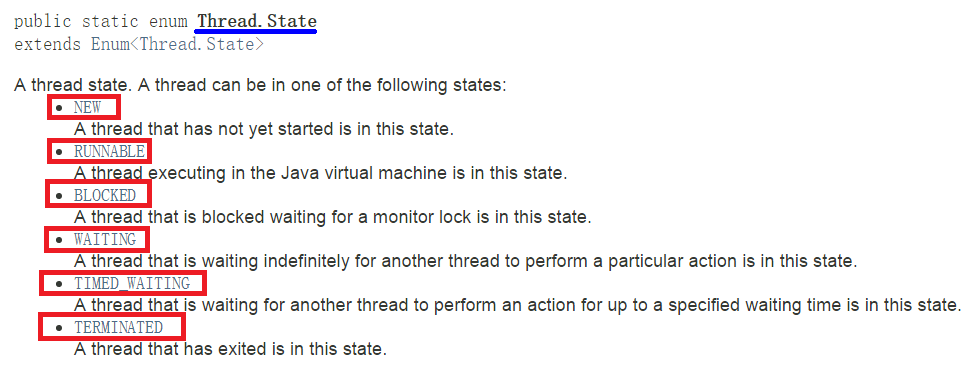 public static enum Thread.State
extends Enum<Thread.State>
A thread state. A thread can be in one of the following states:
• NEW
A thread that has not yet started is in this state.
• RUNNABLE
A thread executing in the Java virtual machine is in this state.
• BLOCKED
A thread that is blocked waiting for a monitor lock is in this state.
• WAITING
A thread that is waiting indefinitely for another thread to perform a particular action is in this state.
• TIMED_WAITING
A thread that is waiting for another thread to perform an action for up to a specified waiting time is in this state.
• TERMINATED
A thread that has exited is in this state.